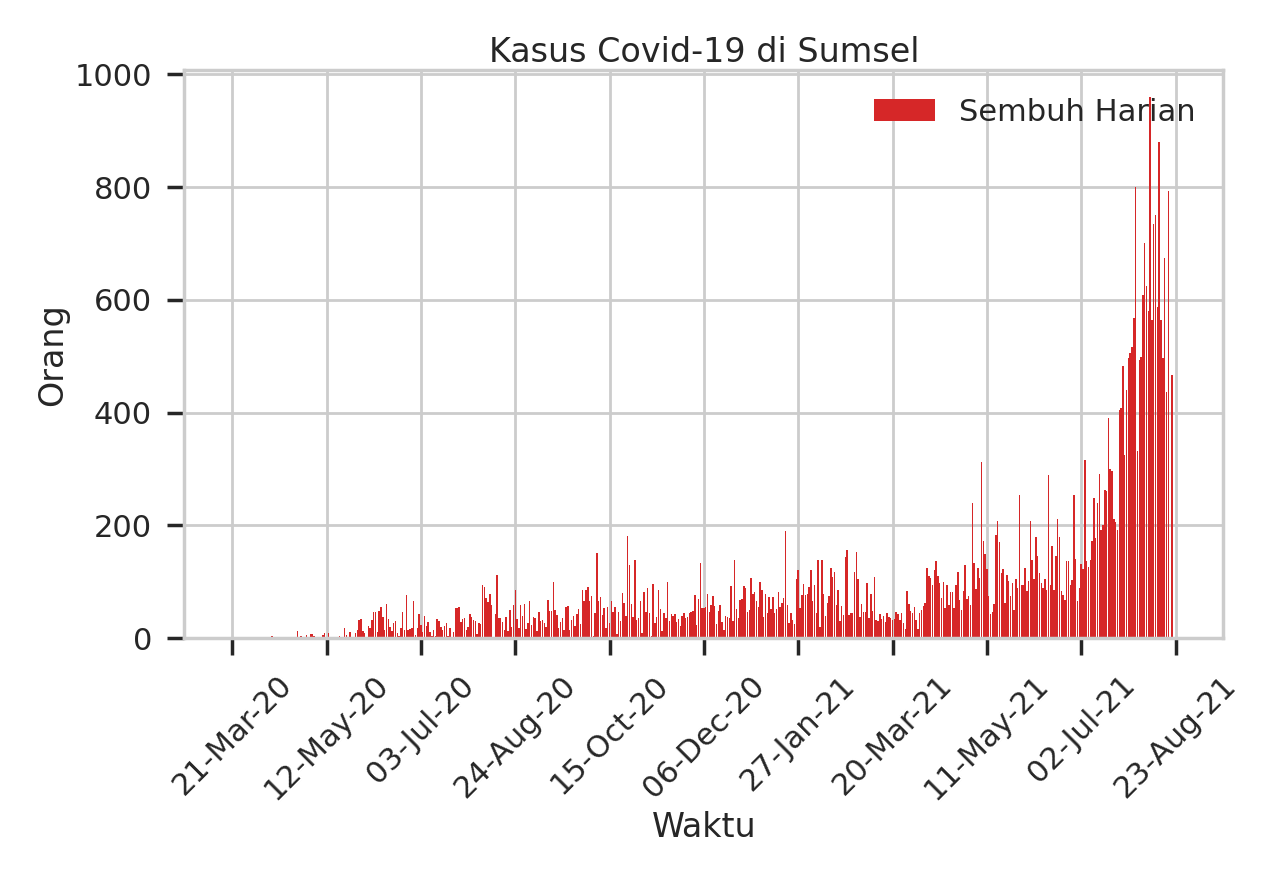 Kasus Covid-19 di Sumsel
Sembuh Harian
Orang
1000
800
600
400
200
0
21-Mar-20
12-May-20
03-Jul-20
24-Aug-20
15-Oct-20
06-Dec-20
27-Jan-21
20-Mar-21
11-May-21
02-Jul-21
23-Aug-21
Waktu